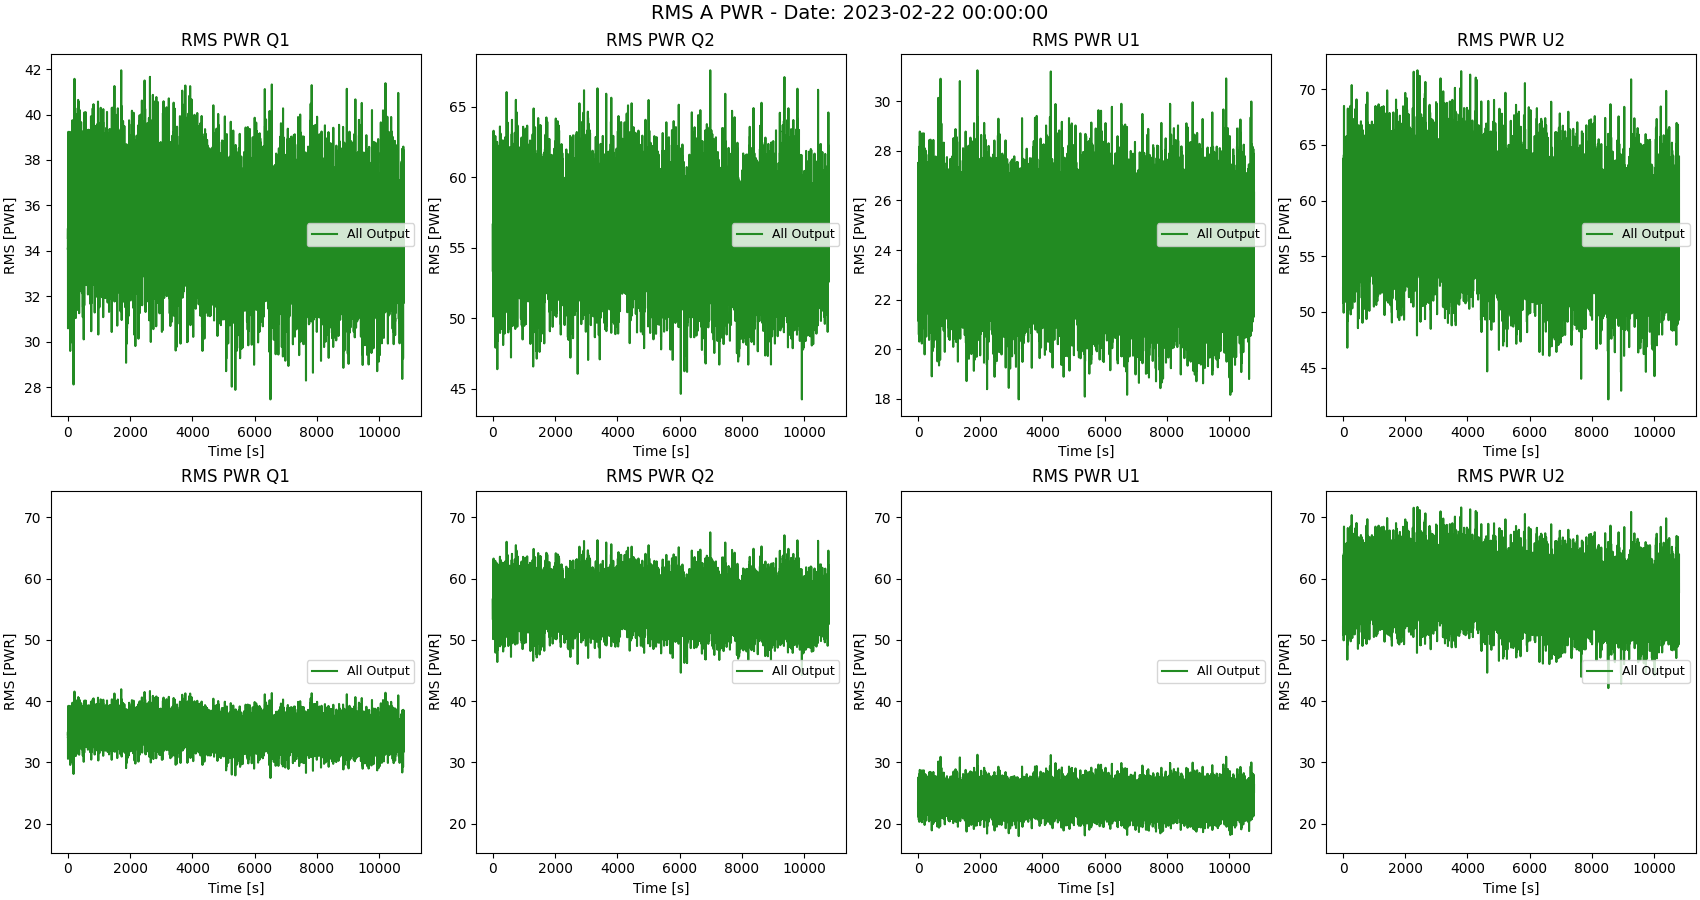 RMS A PWR - Date: 2023-02-22 00:00:00
RMS PWR Q1
RMS [PWR]
42
40
38
36
34
32
30
28
All Output
0 2000 4000 6000 8000 10000
Time [s]
RMS PWR Q2
RMS [PWR]
65
60
55
50
45
All Output
0 2000 4000 6000 8000 10000
Time [s]
RMS PWR U1
RMS [PWR]
30
28
26
24
22
20
18
All Output
0 2000 4000 6000 8000 10000
Time [s]
RMS PWR U2
RMS [PWR]
70
65
60
55
50
45
All Output
0 2000 4000 6000 8000 10000
Time [s]
RMS PWR Q1
RMS [PWR]
70
60
50
40
30
20
All Output
0 2000 4000 6000 8000 10000
Time [s]
RMS PWR Q2
RMS [PWR]
70
60
50
40
30
20
All Output
0 2000 4000 6000 8000 10000
Time [s]
RMS PWR U1
RMS [PWR]
70
60
50
40
30
20
All Output
0 2000 4000 6000 8000 10000
Time [s]
RMS PWR U2
RMS [PWR]
70
60
50
40
30
20
All Output
0 2000 4000 6000 8000 10000
Time [s]